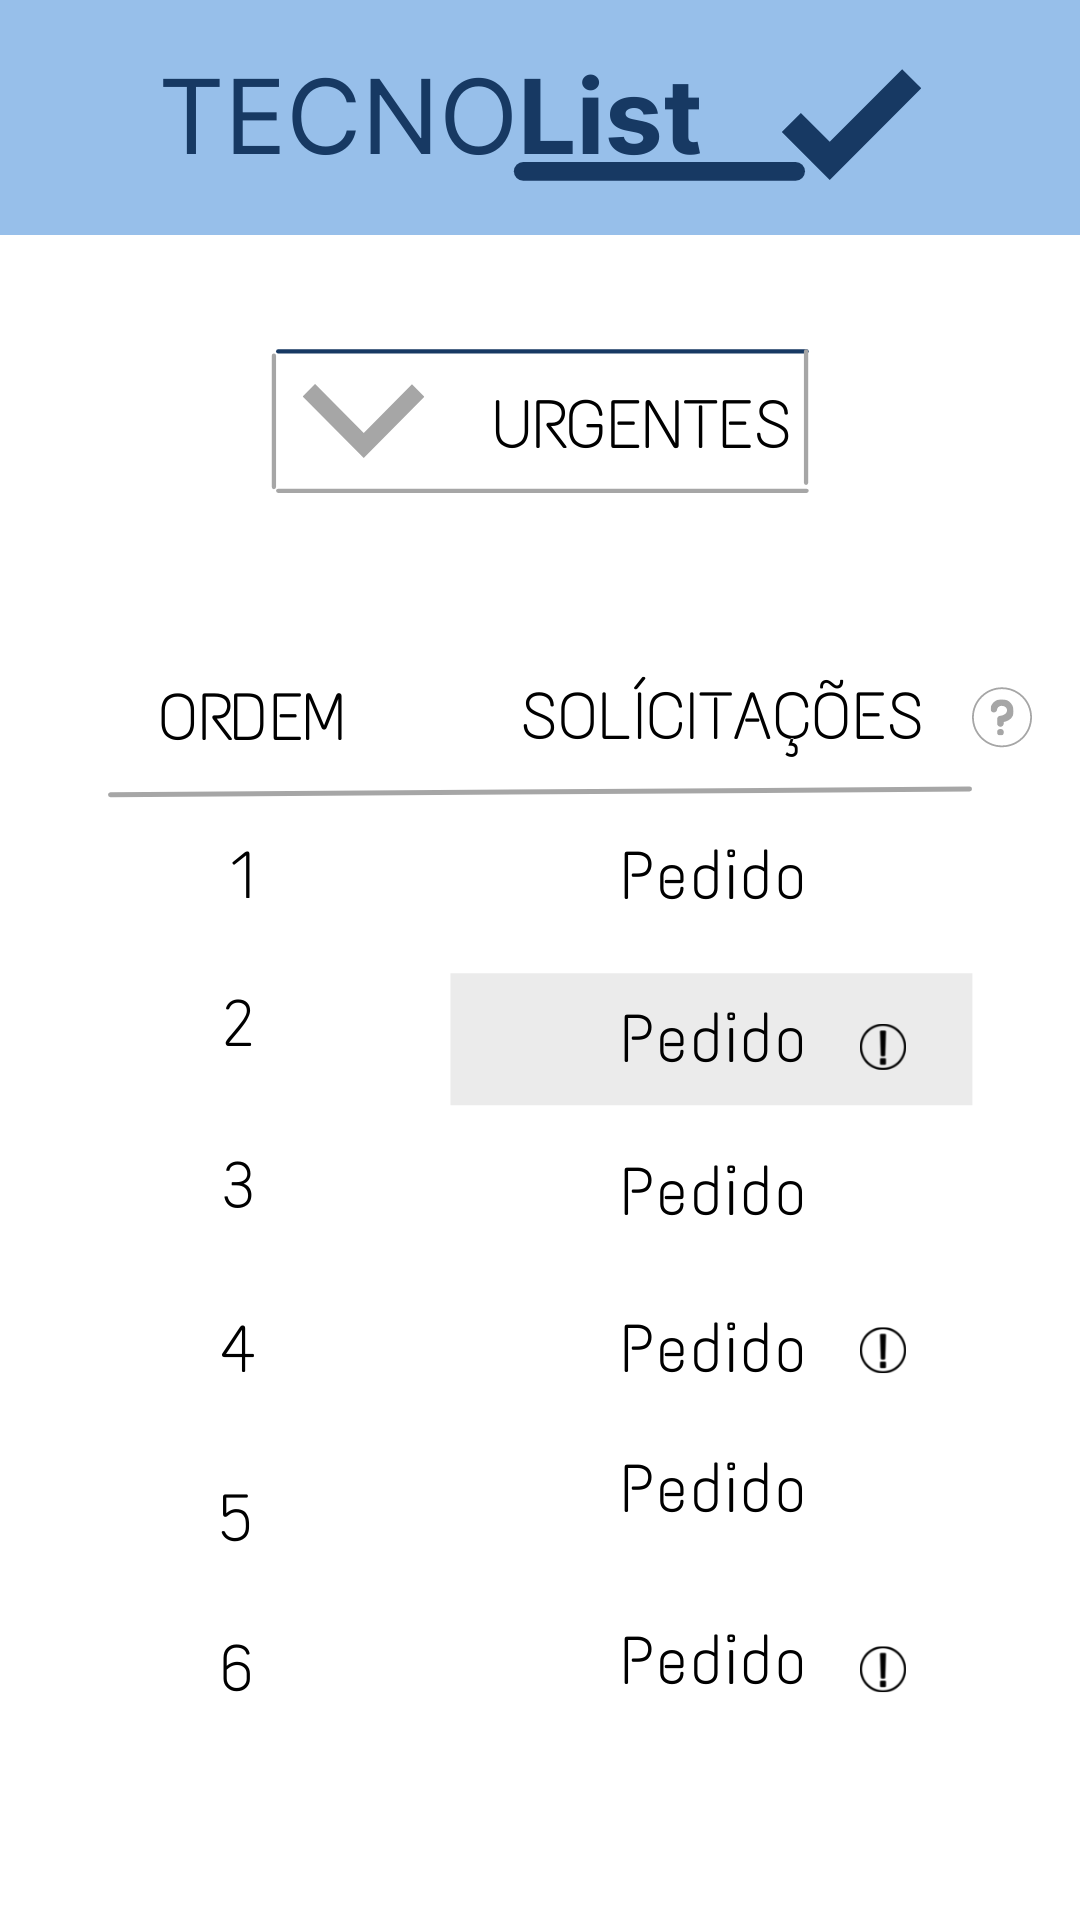 TECNOList
URGENTES
ORDEM SOLÍCITAÇÕES ?
1 Pedido
2 Pedido !
3 Pedido
4 Pedido !
5 Pedido
6 Pedido !